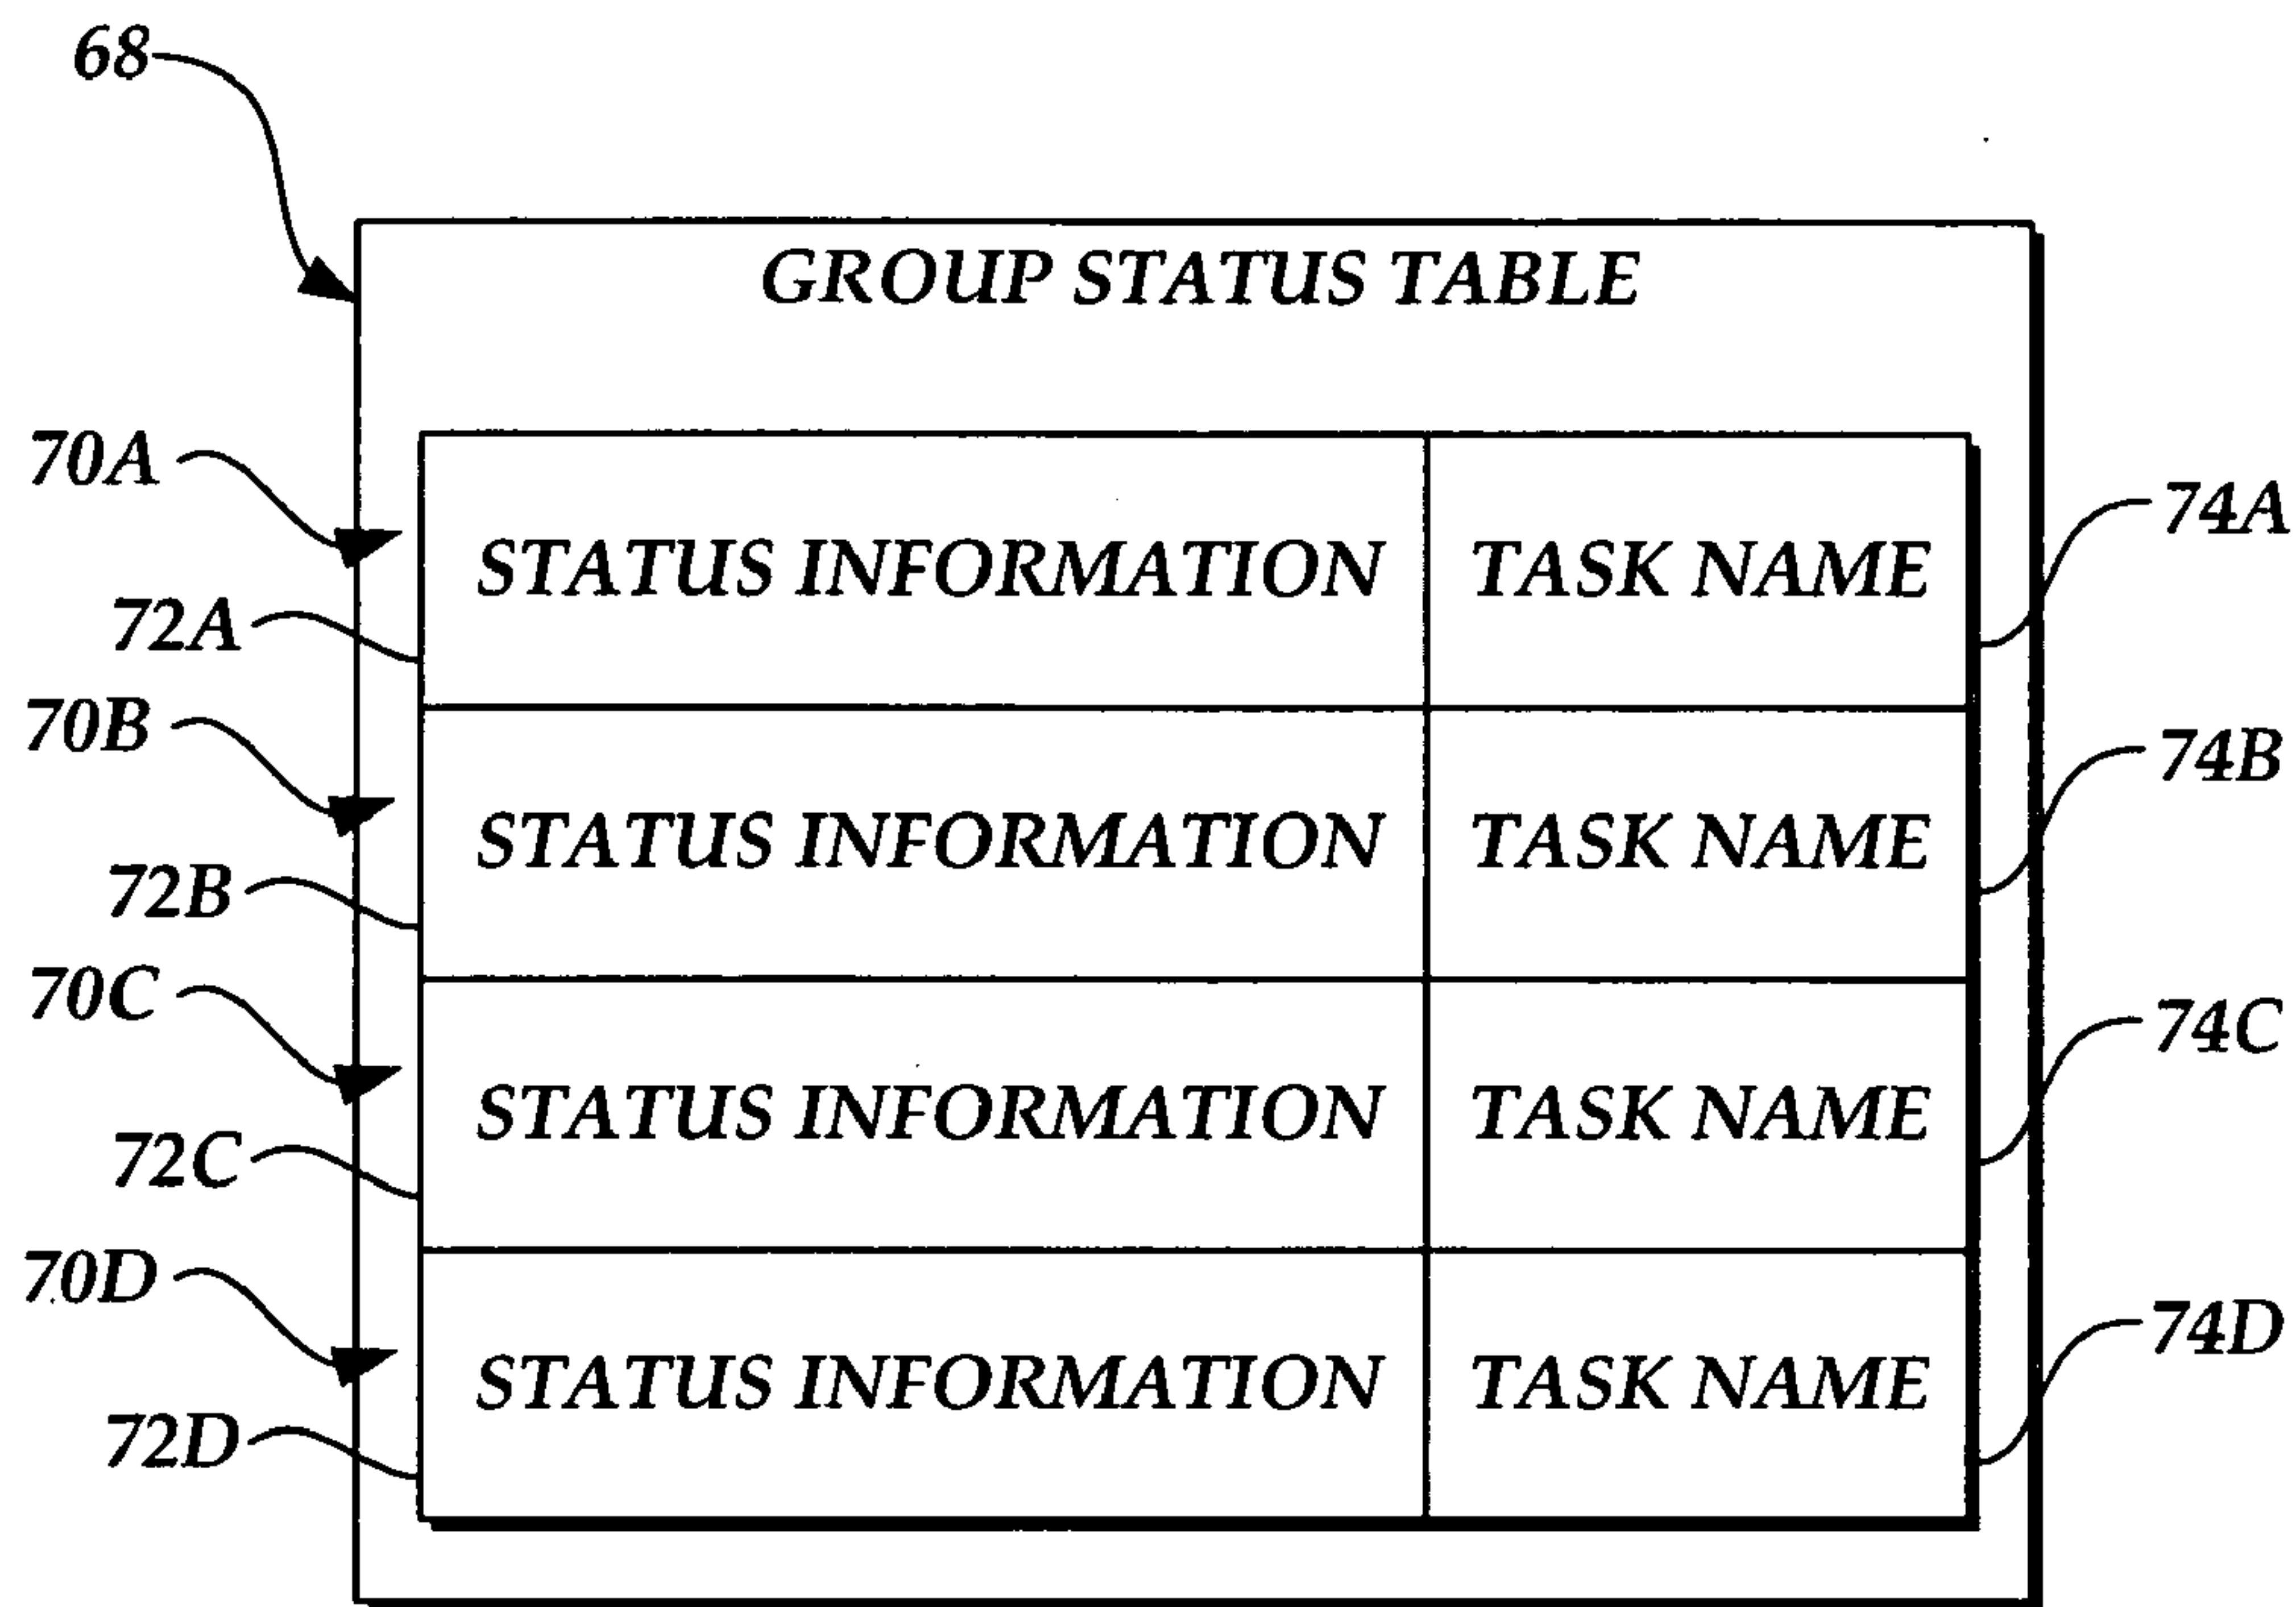 68
GROUP STATUS TABLE
70A
STATUS INFORMATION TASK NAME 74A
72A
70B
STATUS INFORMATION TASK NAME 74B
72B
70C
STATUS INFORMATION TASK NAME 74C
72C
70D
STATUS INFORMATION TASK NAME 74D
72D